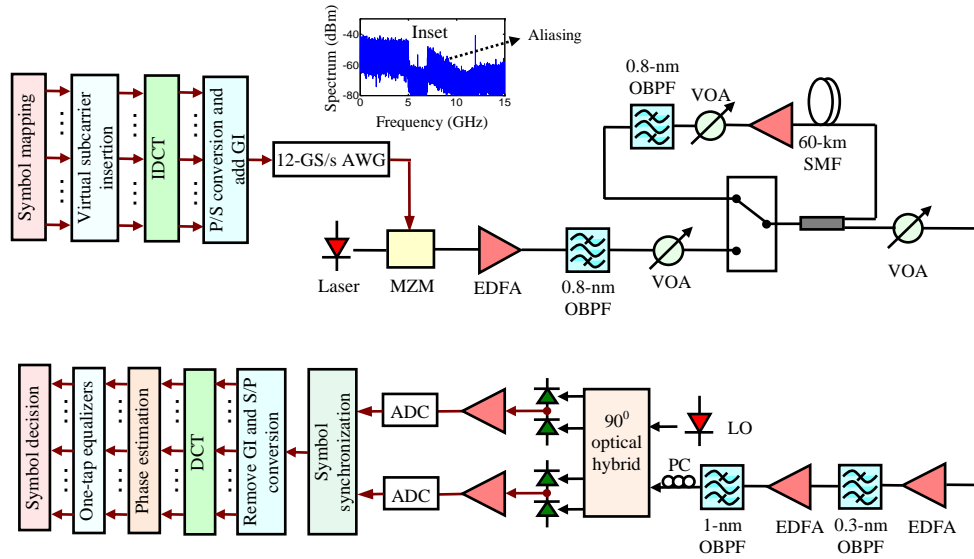 Symbol mapping
Virtual subcarrier
insertion
IDCT
P/S conversion and
add GI
Spectrum (dBm)
-40
-60
-80
Inset
Aliasing
0
5
10
15
Frequency (GHz)
12-GS/s AWG
Laser
MZM
EDFA
0.8-nm
OBPF
VOA
0.8-nm
OBPF
VOA
60-km
SMF
VOA
Symbol decision
One-tap equalizers
Phase estimation
DCT
Remove GI and S/P
conversion
Symbol
synchronization
ADC
ADC
90⁰
optical
hybrid
LO
PC
1-nm
OBPF
EDFA
0.3-nm
OBPF
EDFA